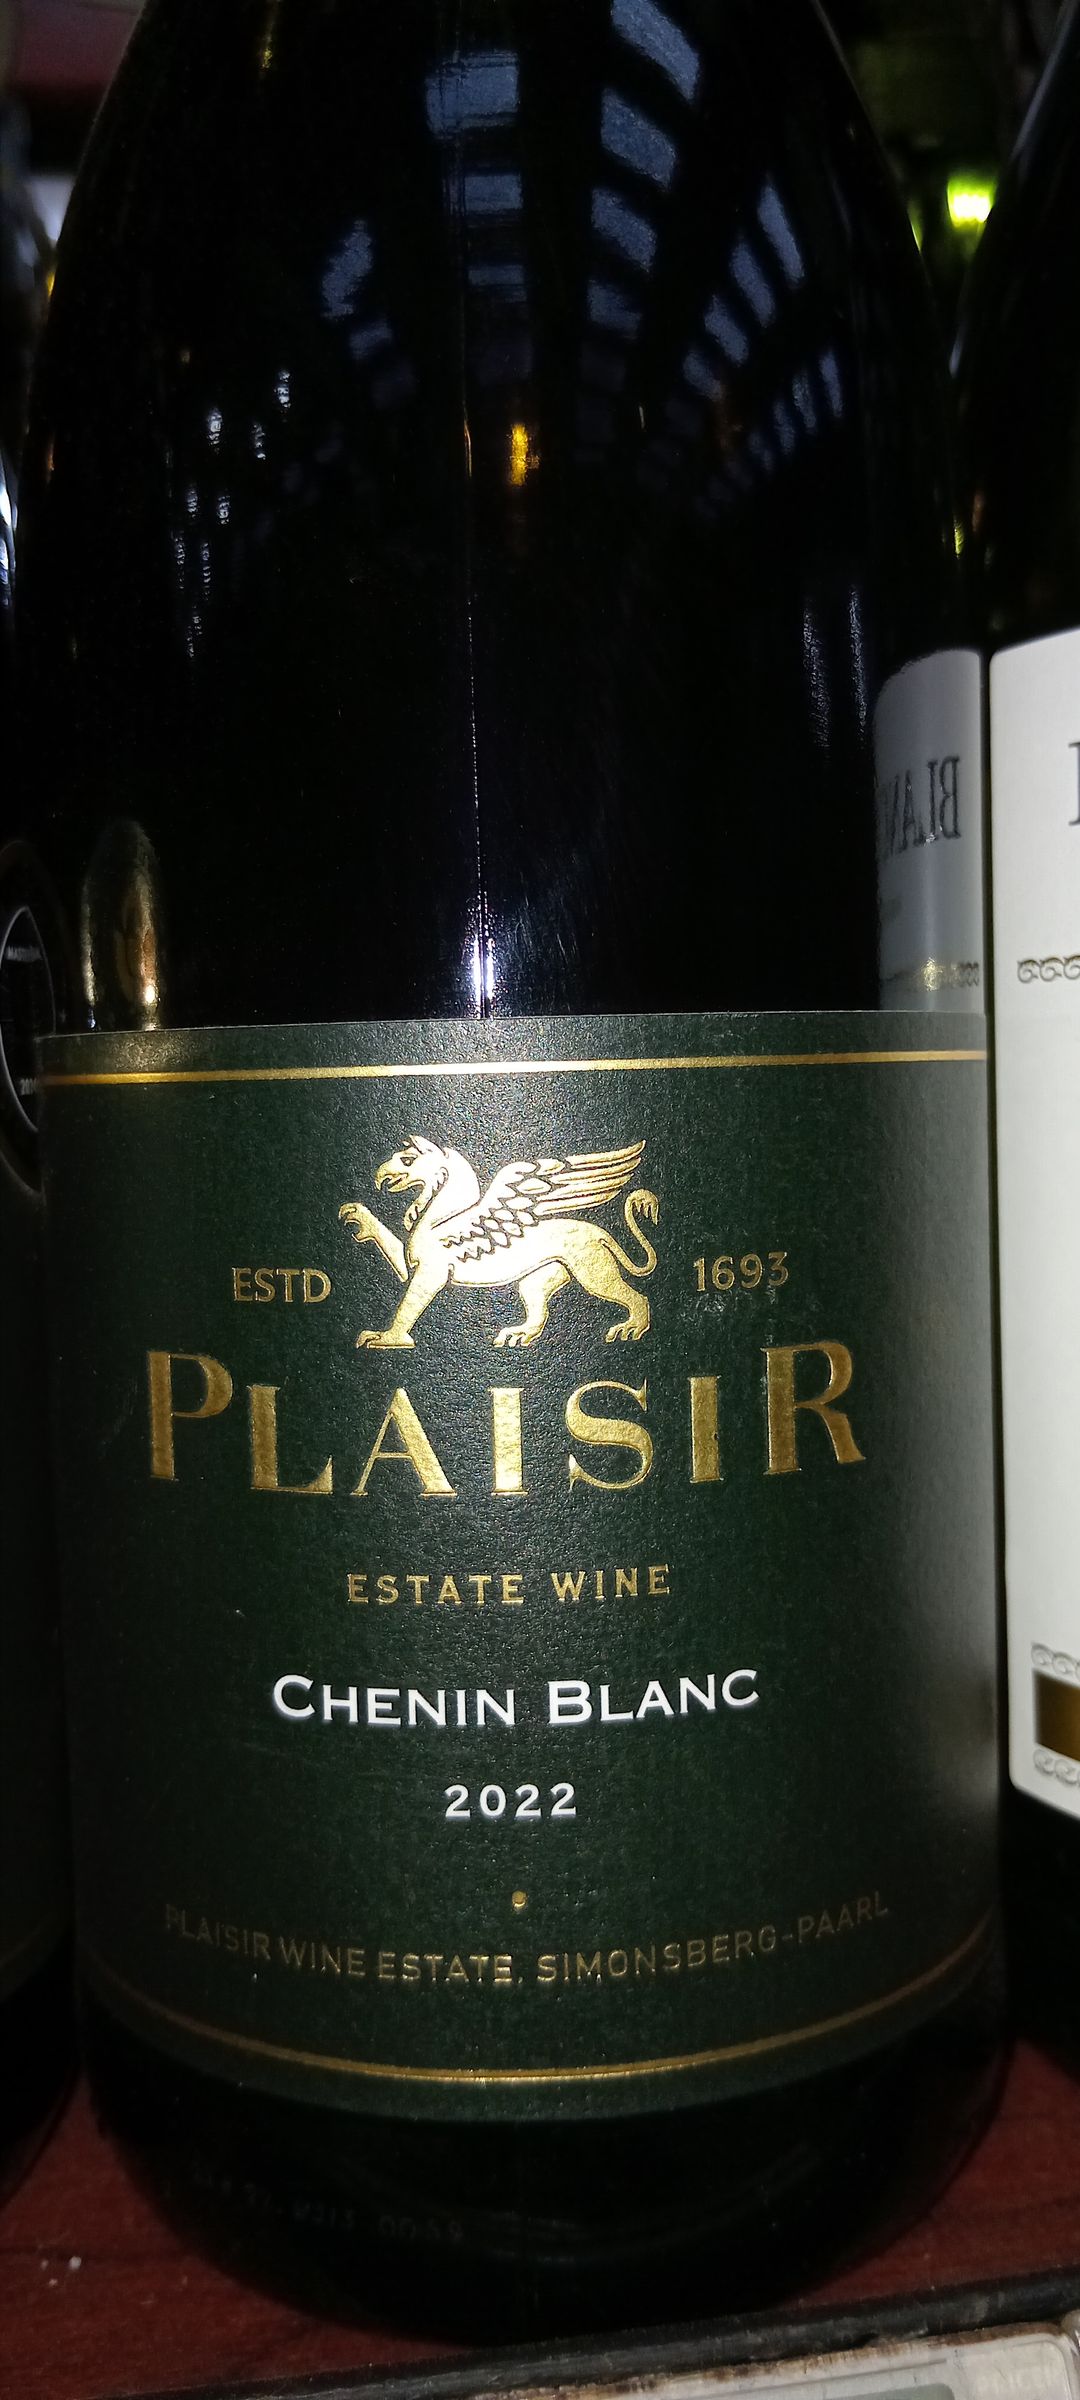 ESTD 1693
PLAISIR
ESTATE WINE
CHENIN BLANC
2022
PLAISIR WINE ESTATE, SIMONSBERG-PAARL